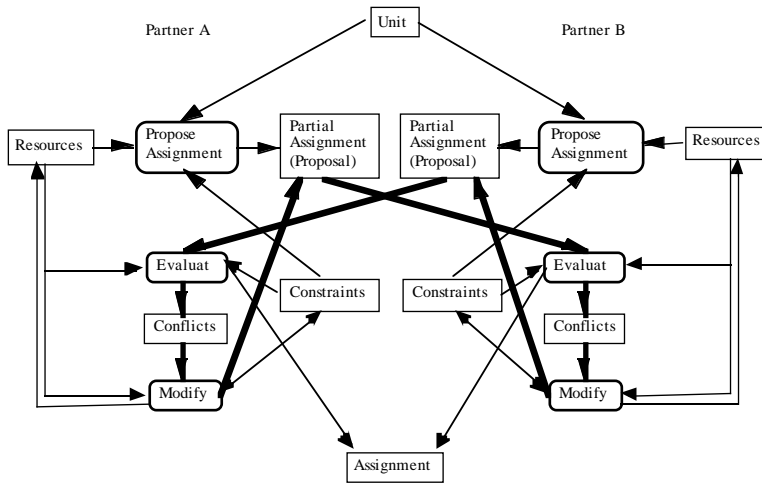 Unit
Partner A
Partner B
Propose
Assignment
Partial
Assignment
(Proposal)
Partial
Assignment
(Proposal)
Propose
Assignment
Resources
Resources
Evaluat
Evaluat
Constraints
Constraints
Conflicts
Conflicts
Modify
Modify
Assignment